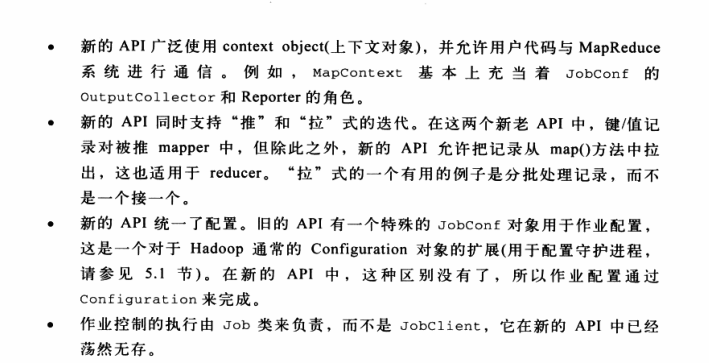 • 新的 API 广泛使用 context object(上下文对象)，并允许用户代码与 MapReduce
系统进行通信。例如，MapContext 基本上充当着 JobConf 的
OutputCollector 和 Reporter 的角色。
• 新的 API 同时支持“推”和“拉”式的迭代。在这两个新老 API 中，键/值记
录对被推 mapper 中，但除此之外，新的 API 允许把记录从 map()方法中拉
出，这也适用于 reducer。“拉”式的一个有用的例子是分批处理记录，而不
是一个接一个。
• 新的 API 统一了配置。旧的 API 有一个特殊的 JobConf 对象用于作业配置，
这是一个对于 Hadoop 通常的 Configuration 对象的扩展(用于配置守护进程，
请参见 5.1 节)。在新的 API 中，这种区别没有了，所以作业配置通过
Configuration 来完成。
• 作业控制的执行由 Job 类来负责，而不是 JobClient，它在新的 API 中已经
荡然无存。